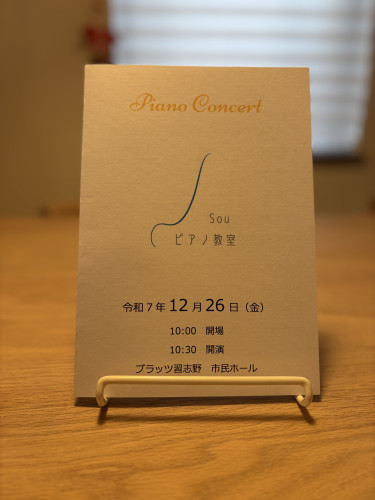 Piano Concert
Sou
ピアノ教室
令和7年 12月 26日（金）
10:00 開場
10:30 開演
プラッツ習志野 市民ホール